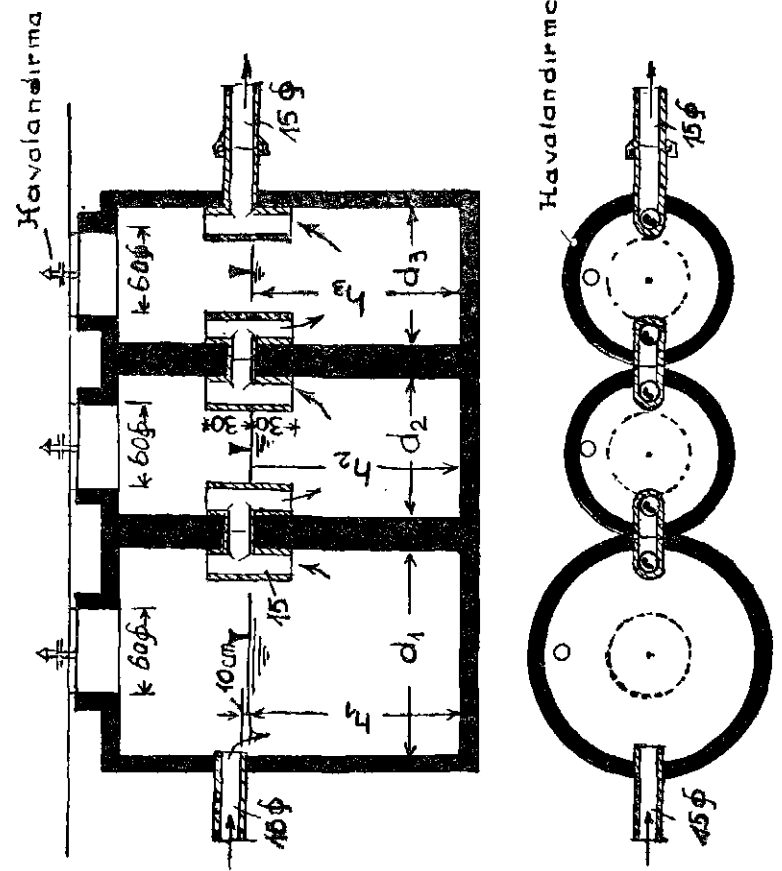 Havalandırma
60φ
60φ
60φ
15φ
15φ
10cm
15
30
30
h₁
h₂
h₃
d₁
d₂
d₃
Havalandırma
15φ
15φ